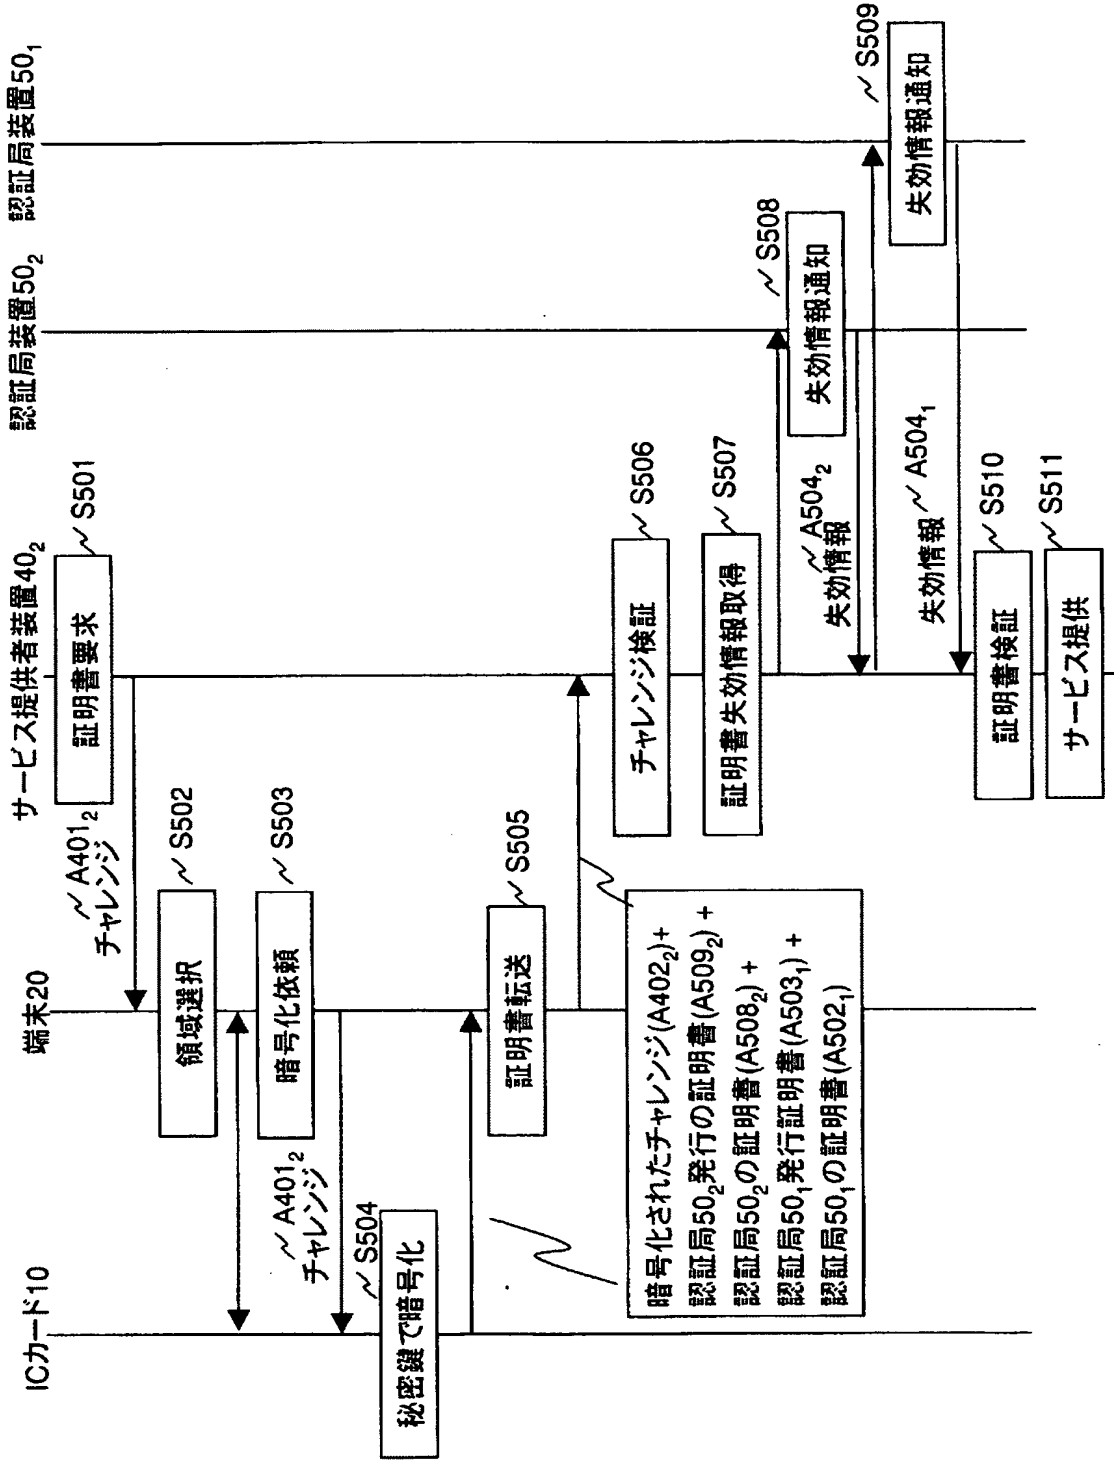 ICカード10
端末20
サービス提供者装置40₂
認証局装置50₂
認証局装置50₁
証明書要求
S501
A401₂
チャレンジ
領域選択
S502
暗号化依頼
S503
A401₂
チャレンジ
秘密鍵で暗号化
S504
証明書転送
S505
暗号化されたチャレンジ(A402₂)+
認証局50₂発行の証明書(A509₂)+
認証局50₂の証明書(A508₂)+
認証局50₁発行証明書(A503₁)+
認証局50₁の証明書(A502₁)
チャレンジ検証
S506
証明書失効情報取得
S507
失効情報通知
S508
A504₂
失効情報
失効情報通知
S509
A504₁
失効情報
証明書検証
S510
サービス提供
S511